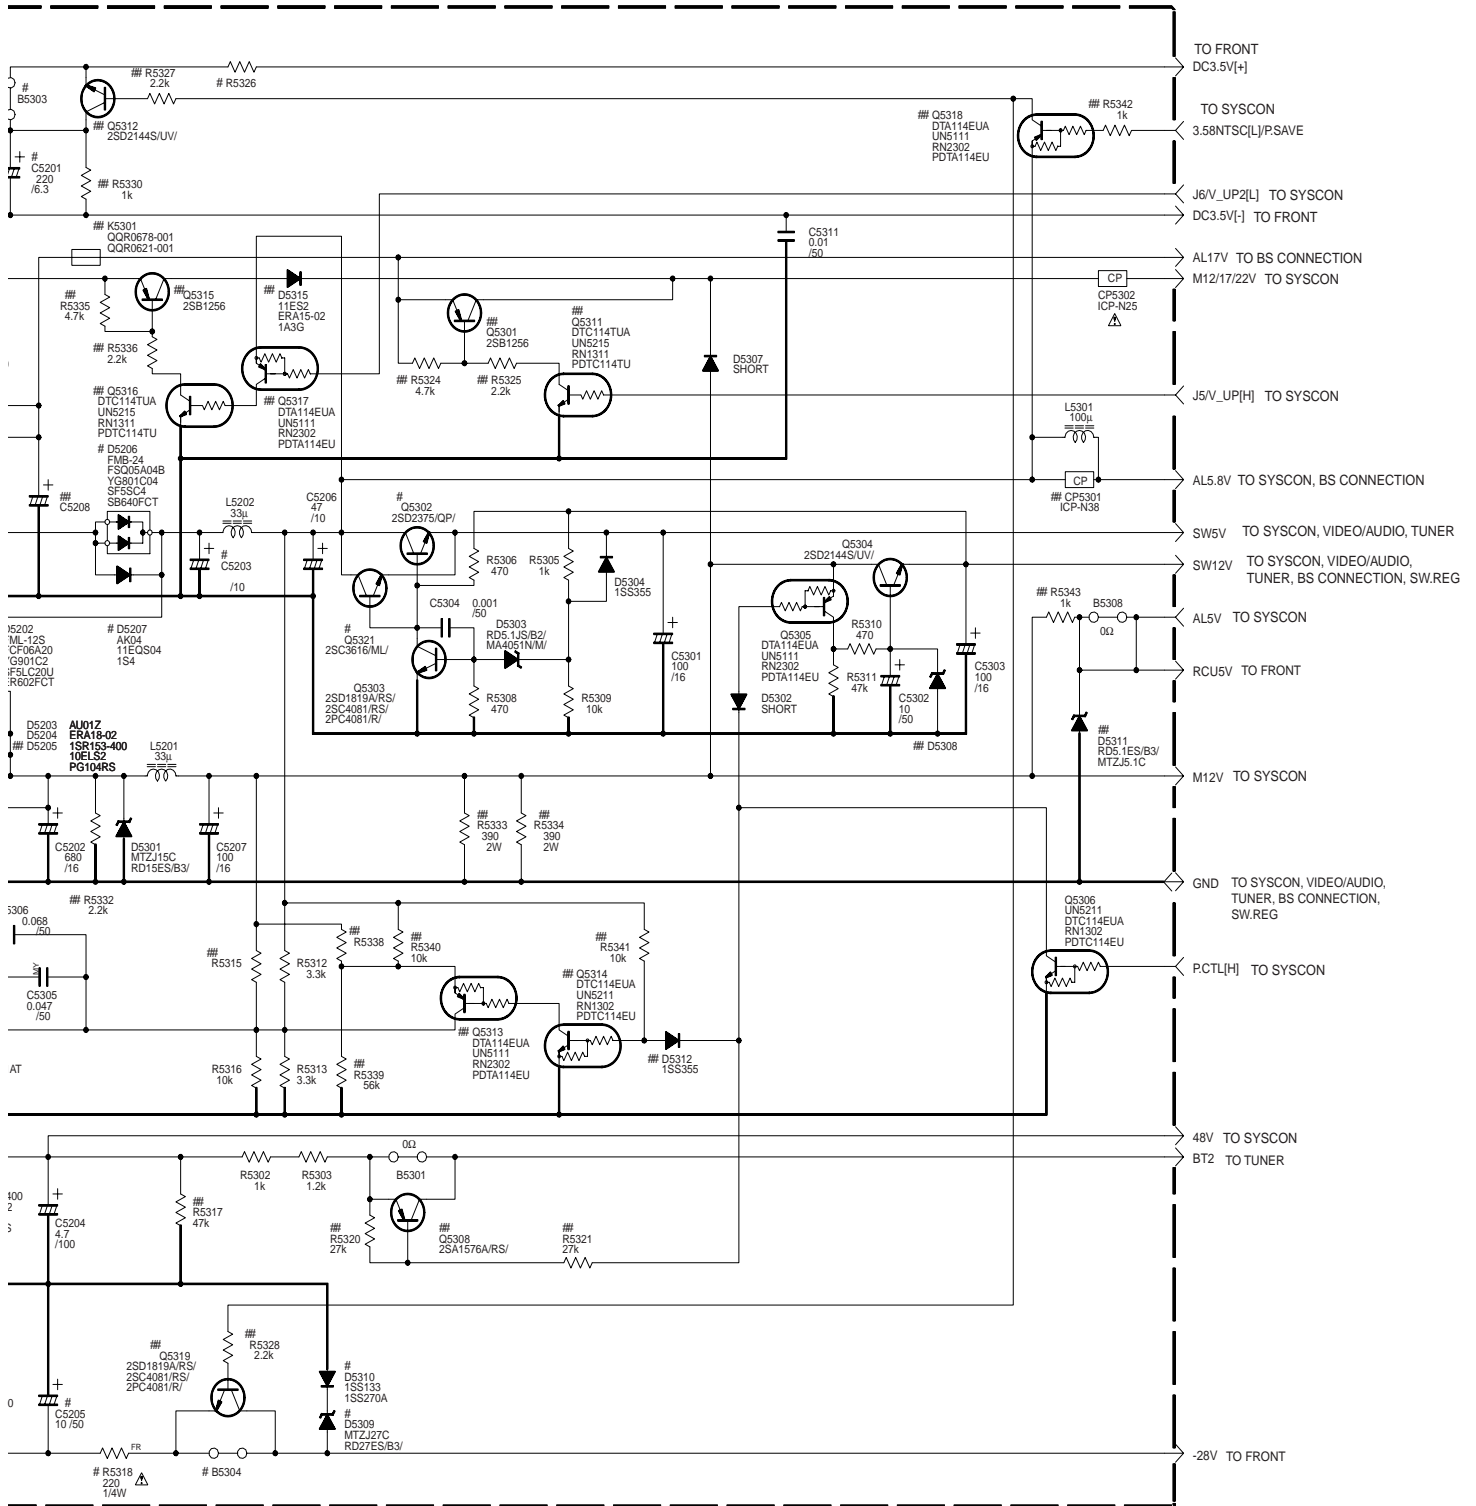 TO FRONT
DC3.5V[+]
#
B5303
## R5327
2.2k
# R5326
## Q5312
2SD2144S/UV/
## Q5318
DTA114EUA
UN5111
RN2302
PDTA114EU
## R5342
1k
TO SYSCON
3.58NTSC[L]/P.SAVE
+
#
C5201
220
/6.3
## R5330
1k
J6/V_UP2[L] TO SYSCON
DC3.5V[-] TO FRONT
## K5301
QQR0678-001
QQR0621-001
C5311
0.01
/50
AL17V TO BS CONNECTION
M12/17/22V TO SYSCON
CP
CP5302
ICP-N25
##
R5335
4.7k
##
Q5315
2SB1256
##
D5315
11ES2
ERA15-02
1A3G
##
Q5301
2SB1256
##
Q5311
DTC114TUA
UN5215
RN1311
PDTC114TU
## R5336
2.2k
## R5324
4.7k
## R5325
2.2k
D5307
SHORT
## Q5316
DTC114TUA
UN5215
RN1311
PDTC114TU
## Q5317
DTA114EUA
UN5111
RN2302
PDTA114EU
J5/V_UP[H] TO SYSCON
L5301
100μ
# D5206
FMB-24
FSQ05A04B
YG801C04
SF5SC4
SB640FCT
+
##
C5208
CP
## CP5301
ICP-N38
AL5.8V TO SYSCON, BS CONNECTION
L5202
33μ
C5206
47
/10
+
#
Q5302
2SD2375/QP/
SW5V TO SYSCON, VIDEO/AUDIO, TUNER
+
#
C5203
/10
R5306
470
R5305
1k
D5304
1SS355
+
C5301
100
/16
Q5304
2SD2144S/UV/
SW12V TO SYSCON, VIDEO/AUDIO,
TUNER, BS CONNECTION, SW.REG
#
Q5321
2SC3616/ML/
C5304 0.001
/50
D5303
RD5.1JS/B2/
MA4051N/M/
Q5305
DTA114EUA
UN5111
RN2302
PDTA114EU
R5310
470
## R5343
1k
B5308
0Ω
AL5V TO SYSCON
# D5207
AK04
11EQS04
1S4
Q5303
2SD1819A/RS/
2SC4081/RS/
2PC4081/R/
R5308
470
R5309
10k
D5302
SHORT
R5311
47k
+
C5302
10
/50
## D5308
+
C5303
100
/16
RCU5V TO FRONT
D5203
D5204
## D5205
AU01Z
ERA18-02
1SR153-400
10ELS2
PG104RS
L5201
33μ
##
D5311
RD5.1ES/B3/
MTZJ5.1C
M12V TO SYSCON
+
C5202
680
/16
## R5332
2.2k
D5301
MTZJ15C
RD15ES/B3/
+
C5207
100
/16
##
R5333
390
2W
##
R5334
390
2W
GND TO SYSCON, VIDEO/AUDIO,
TUNER, BS CONNECTION,
SW.REG
0.068
/50
MY
C5305
0.047
/50
##
R5315
R5312
3.3k
##
R5338
##
R5340
10k
##
R5341
10k
## Q5314
DTC114EUA
UN5211
RN1302
PDTC114EU
Q5306
UN5211
DTC114EUA
RN1302
PDTC114EU
P.CTL[H] TO SYSCON
AT
R5316
10k
R5313
3.3k
##
R5339
56k
## Q5313
DTA114EUA
UN5111
RN2302
PDTA114EU
## D5312
1SS355
48V TO SYSCON
BT2 TO TUNER
R5302
1k
R5303
1.2k
0Ω
B5301
+
C5204
4.7
/100
##
R5317
47k
##
R5320
27k
##
Q5308
2SA1576A/RS/
##
R5321
27k
##
Q5319
2SD1819A/RS/
2SC4081/RS/
2PC4081/R/
##
R5328
2.2k
#
D5310
1SS133
1SS270A
#
D5309
MTZJ27C
RD27ES/B3/
+
#
C5205
10 /50
FR
# R5318
220
1/4W
# B5304
-28V TO FRONT